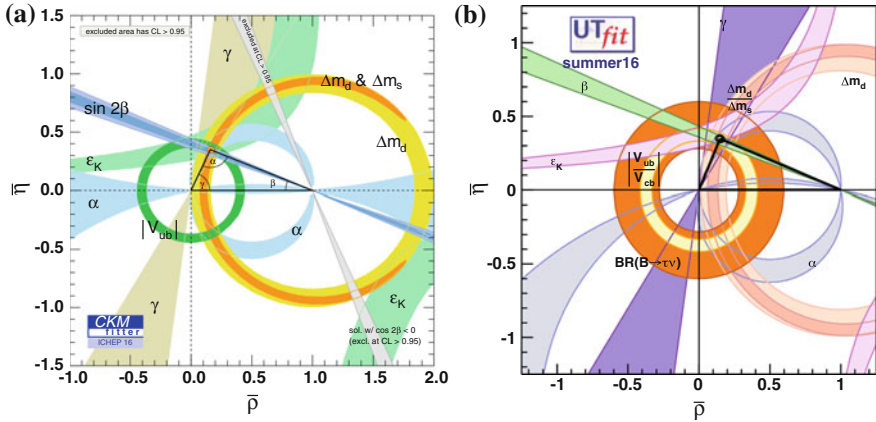 (a)
excluded area has CL > 0.95
excluded at CL > 0.95
γ
Δm_d & Δm_s
sin 2β
Δm_d
ε_K
α
γ
β
α
|V_ub|
α
γ
ε_K
CKM
fitter
ICHEP 16
sol. w/ cos 2β < 0
(excl. at CL > 0.95)
η̅
1.5
1.0
0.5
0.0
-0.5
-1.0
-1.5
-1.0 -0.5 0.0 0.5 1.0 1.5 2.0
ρ̅
(b)
UTfit
summer16
γ
Δm_d
β
Δm_d
Δm_s
ε_K
|V_ub|
|V_cb|
BR(B→τν)
α
η̅
1
0.5
0
-0.5
-1
-1 -0.5 0 0.5 1
ρ̅